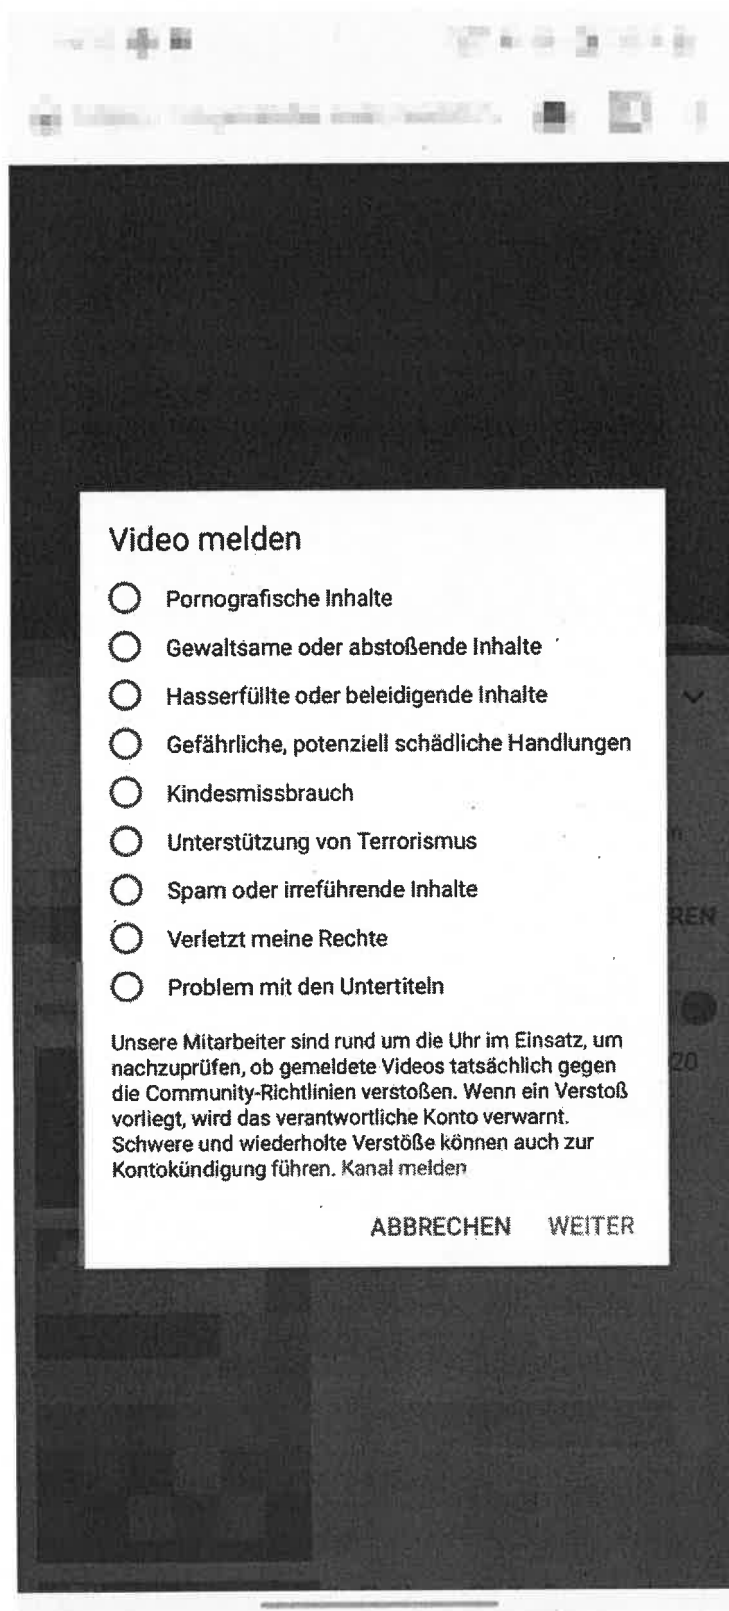 Video melden
Pornografische Inhalte
Gewaltsame oder abstoßende Inhalte
Hasserfüllte oder beleidigende Inhalte
Gefährliche, potenziell schädliche Handlungen
Kindesmissbrauch
Unterstützung von Terrorismus
Spam oder irreführende Inhalte
REN
Verletzt meine Rechte
Problem mit den Untertiteln
Unsere Mitarbeiter sind rund um die Uhr im Einsatz, um
nachzuprüfen, ob gemeldete Videos tatsächlich gegen
20
die Community-Richtlinien verstoßen. Wenn ein Verstoß
vorliegt, wird das verantwortliche Konto verwarnt.
Schwere und wiederholte Verstöße können auch zur
Kontokündigung führen. Kanal melden
ABBRECHEN WEITER